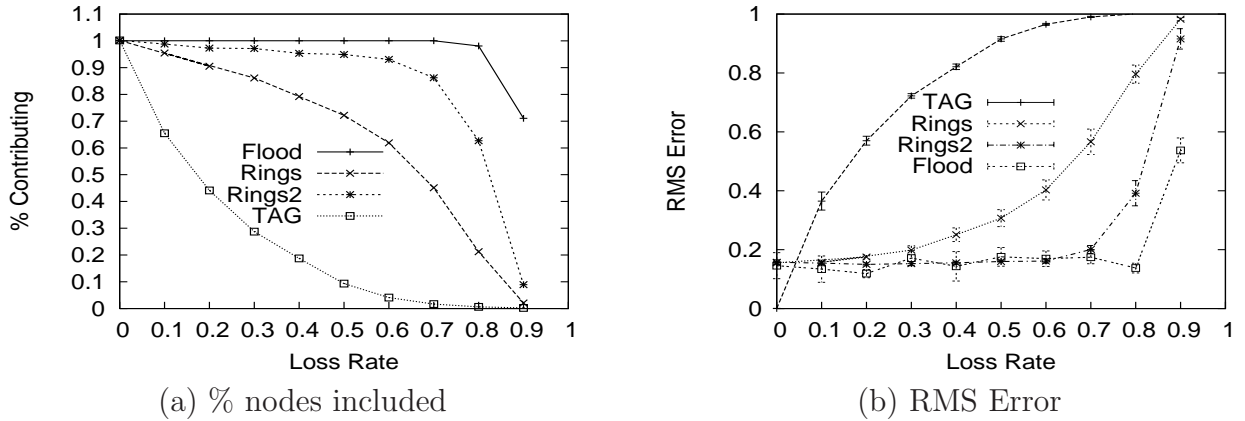 1.1
1
0.9
0.8
0.7
0.6
0.5
0.4
0.3
0.2
0.1
0
% Contributing
Flood
Rings
Rings2
TAG
0 0.1 0.2 0.3 0.4 0.5 0.6 0.7 0.8 0.9 1
Loss Rate
(a) % nodes included
1
0.8
0.6
0.4
0.2
0
RMS Error
TAG
Rings
Rings2
Flood
0 0.1 0.2 0.3 0.4 0.5 0.6 0.7 0.8 0.9 1
Loss Rate
(b) RMS Error